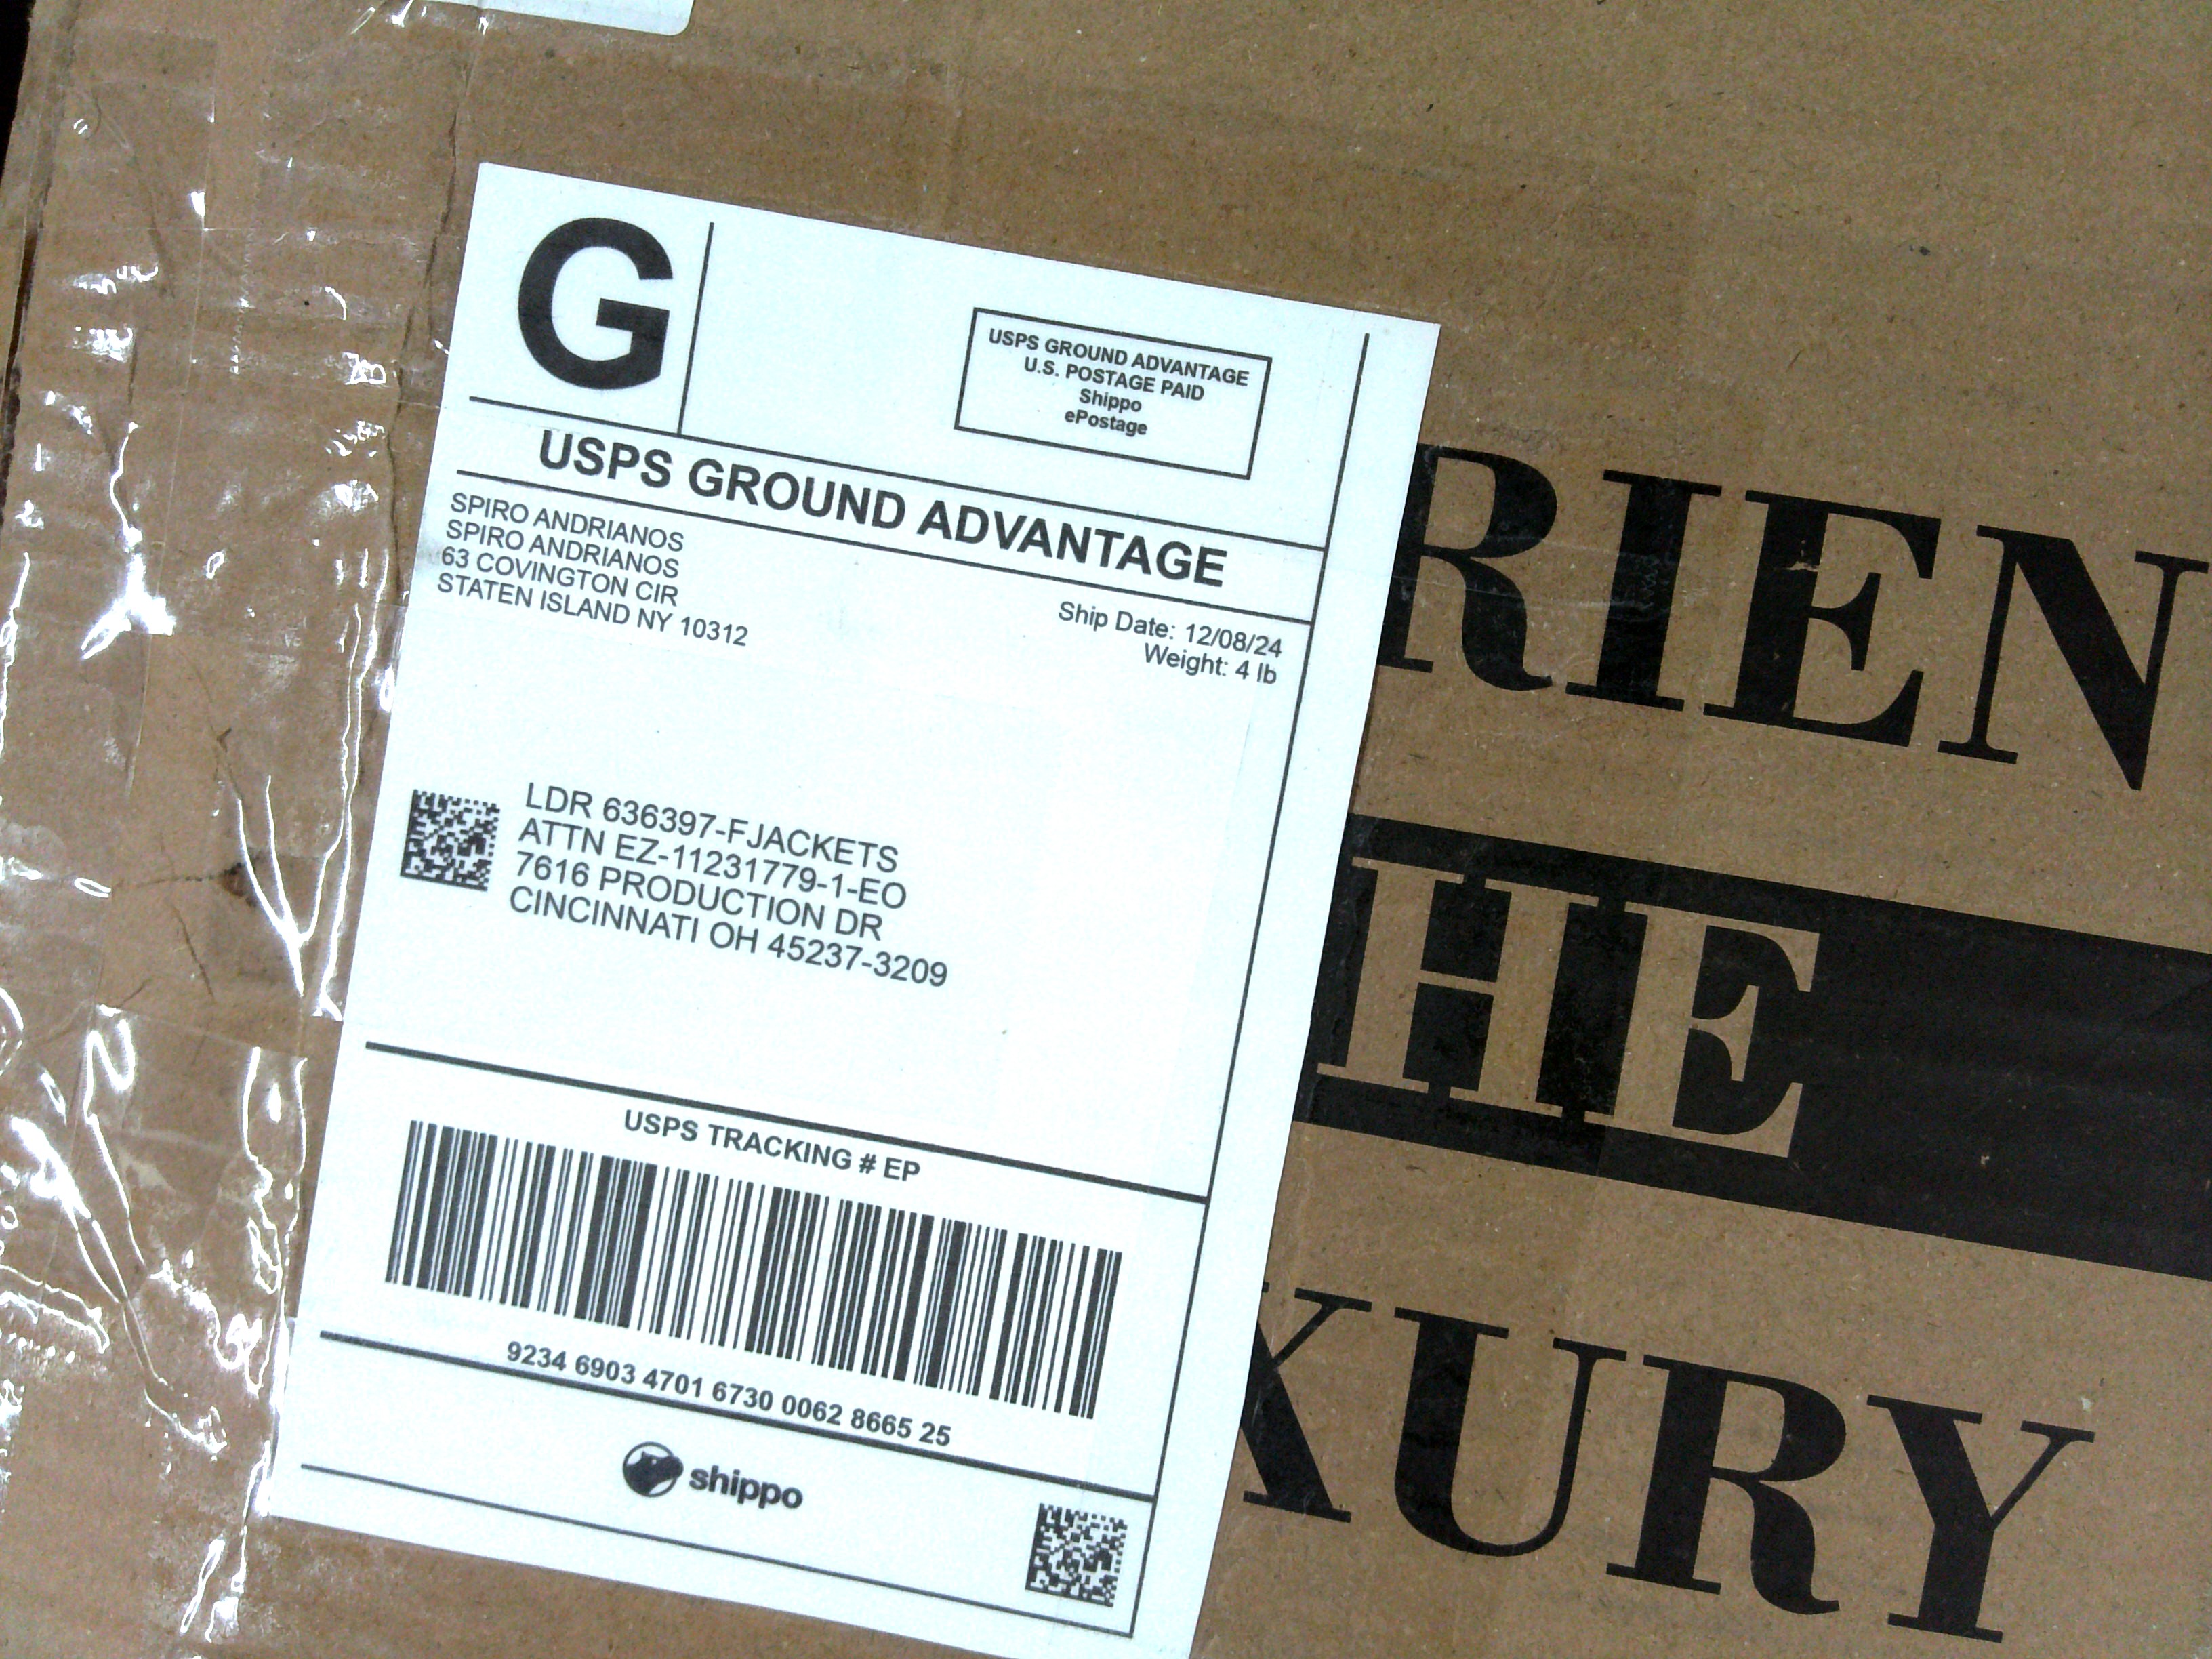 G
USPS GROUND ADVANTAGE
U.S. POSTAGE PAID
Shippo
ePostage
USPS GROUND ADVANTAGE
SPIRO ANDRIANOS
SPIRO ANDRIANOS
63 COVINGTON CIR
STATEN ISLAND NY 10312
Ship Date: 12/08/24
Weight: 4 lb
LDR 636397-FJACKETS
ATTN EZ-11231779-1-EO
7616 PRODUCTION DR
CINCINNATI OH 45237-3209
USPS TRACKING # EP
9234 6903 4701 6730 0062 8665 25
shippo
RIEN
HE
XURY